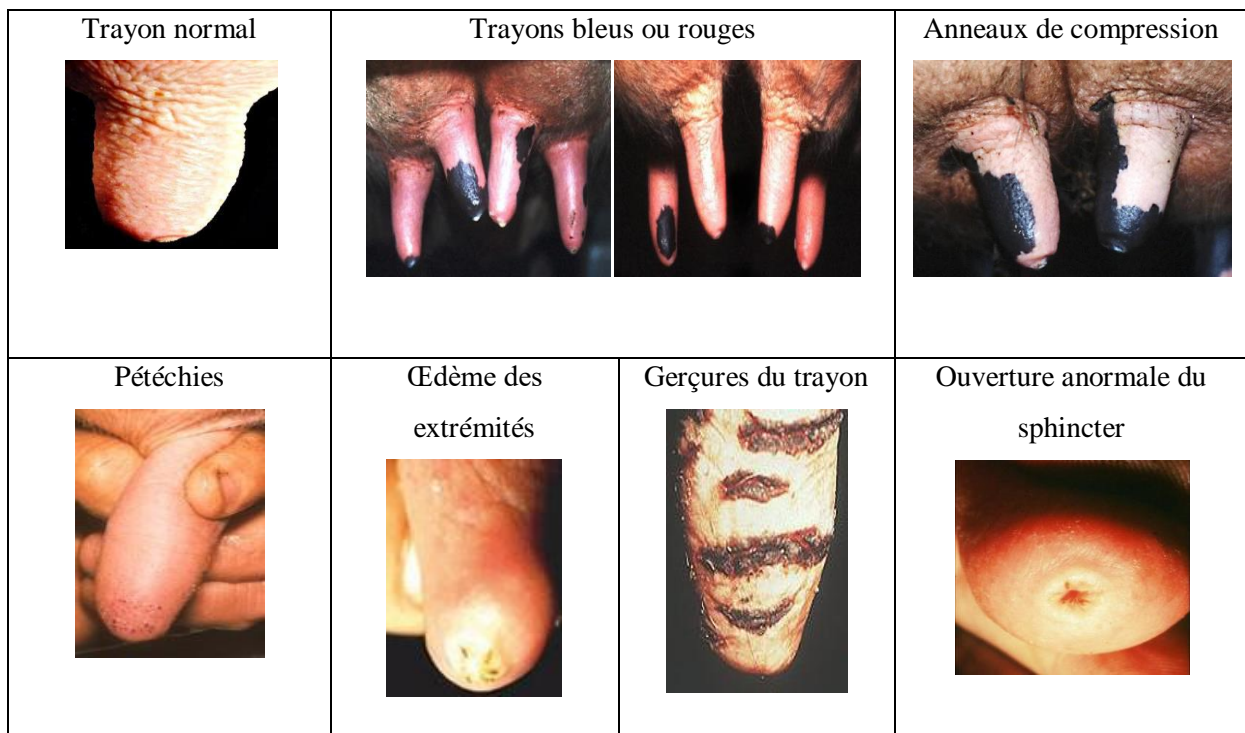 Trayon normal
Trayons bleus ou rouges
Anneaux de compression
Pétéchies
Œdème des
extrémités
Gerçures du trayon
Ouverture anormale du
sphincter